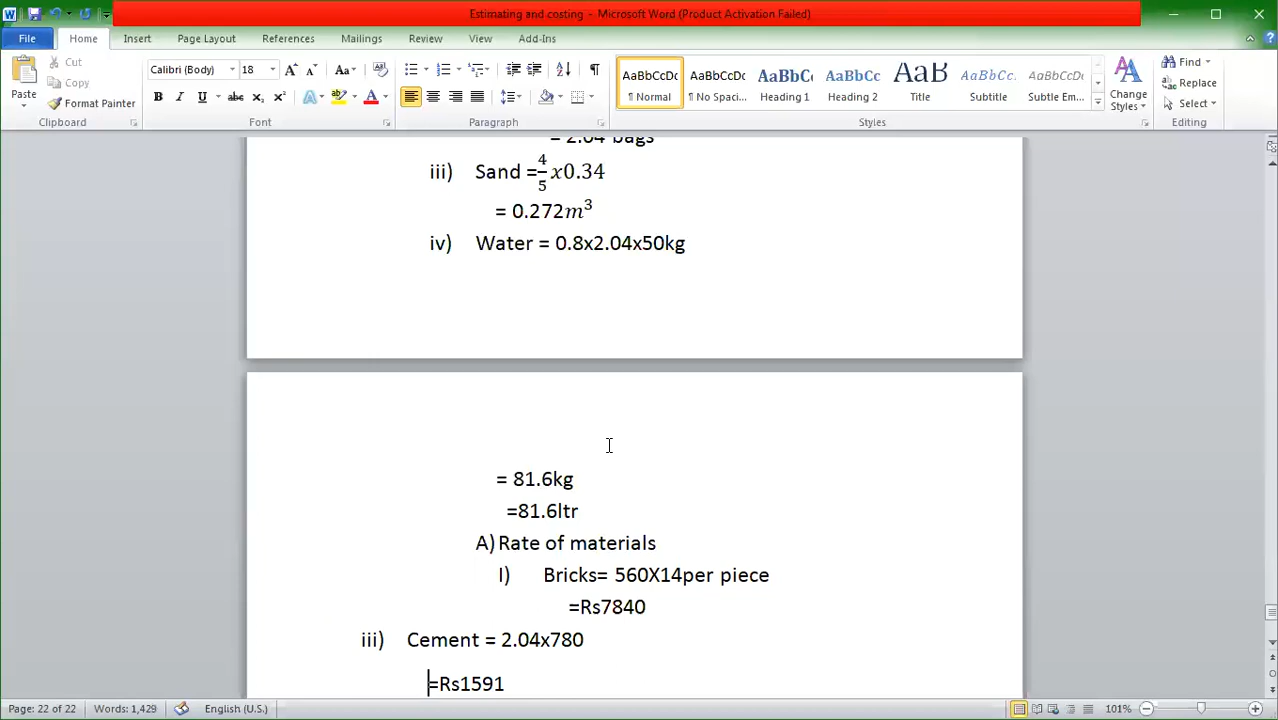 Estimating and costing - Microsoft Word (Product Activation Failed)
File Home Insert Page Layout References Mailings Review View Add-Ins
Paste Cut Copy Format Painter
Calibri (Body) 18
AaBbCcDc AaBbCcDc AaBbC AaBbCc AaB AaBbCcDc AaBbCcDc
¶ Normal ¶ No Spaci... Heading 1 Heading 2 Title Subtitle Subtle Em...
Change Styles
Find Replace Select
Clipboard Font Paragraph Styles Editing
= 2.04 bags
iii) Sand =4/5 x0.34
= 0.272m³
iv) Water = 0.8x2.04x50kg
= 81.6kg
=81.6ltr
A) Rate of materials
I) Bricks= 560X14per piece
=Rs7840
iii) Cement = 2.04x780
=Rs1591
Page: 22 of 22 Words: 1,429 English (U.S.) 101%